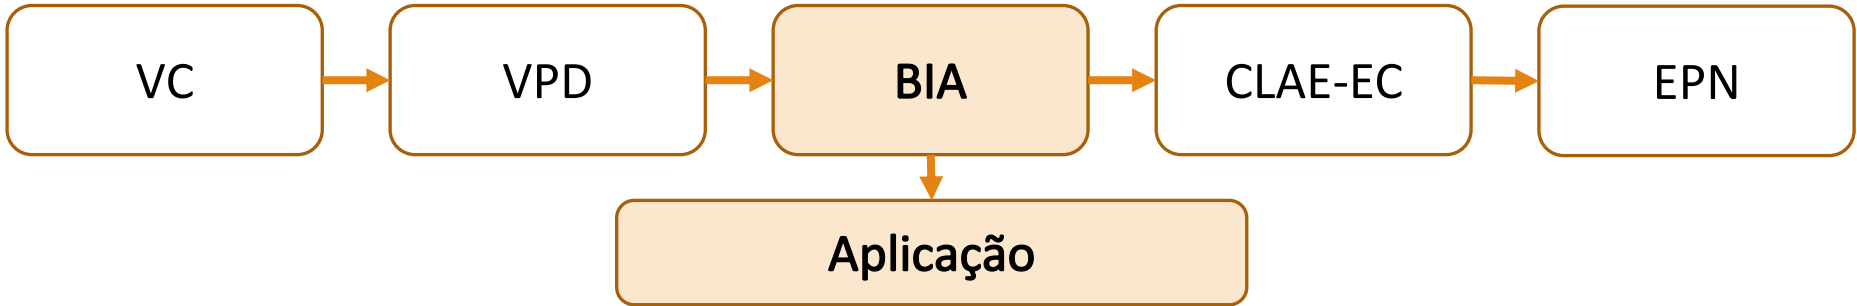 VC
VPD
BIA
CLAE-EC
EPN
Aplicação